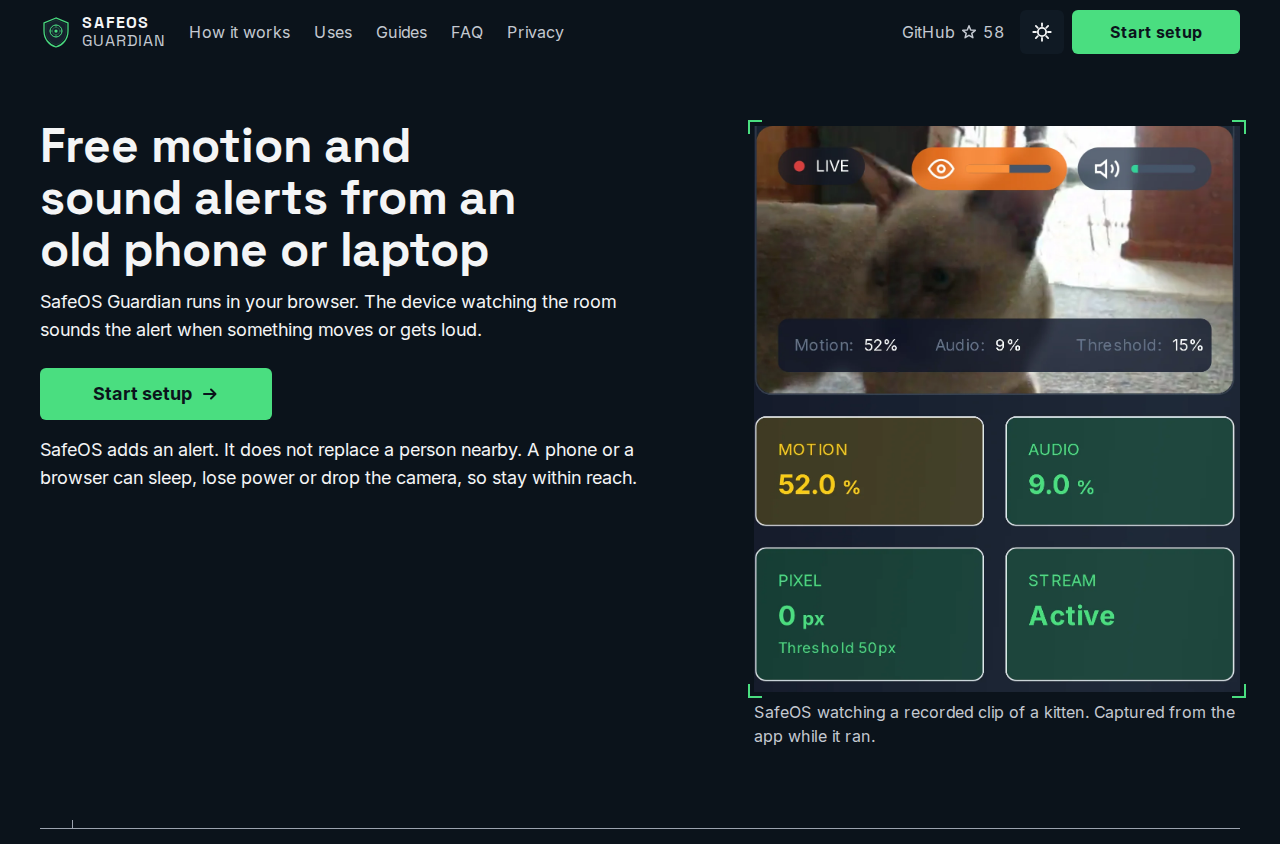 SAFEOS
GUARDIAN
How it works
Uses
Guides
FAQ
Privacy
GitHub ☆ 58
Start setup
Free motion and
sound alerts from an
old phone or laptop
SafeOS Guardian runs in your browser. The device watching the room
sounds the alert when something moves or gets loud.
Start setup →
SafeOS adds an alert. It does not replace a person nearby. A phone or a
browser can sleep, lose power or drop the camera, so stay within reach.
LIVE
Motion: 52% Audio: 9% Threshold: 15%
MOTION
52.0 %
AUDIO
9.0 %
PIXEL
0 px
Threshold 50px
STREAM
Active
SafeOS watching a recorded clip of a kitten. Captured from the
app while it ran.